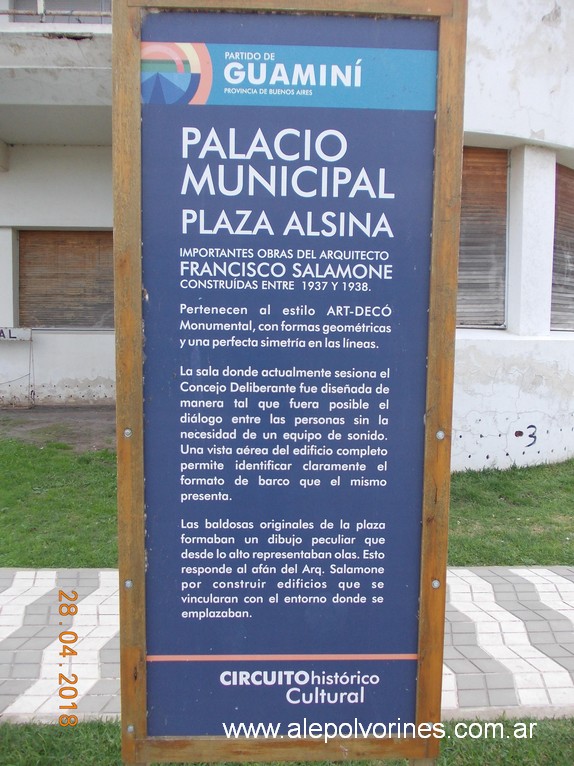 PARTIDO DE
GUAMINÍ
PROVINCIA DE BUENOS AIRES
PALACIO
MUNICIPAL
PLAZA ALSINA
IMPORTANTES OBRAS DEL ARQUITECTO
FRANCISCO SALAMONE
CONSTRUÍDAS ENTRE 1937 Y 1938.
Pertenecen al estilo ART-DECÓ
Monumental, con formas geométricas
y una perfecta simetría en las líneas.
La sala donde actualmente sesiona el
Concejo Deliberante fue diseñada de
manera tal que fuera posible el
diálogo entre las personas sin la
necesidad de un equipo de sonido.
Una vista aérea del edificio completo
permite identificar claramente el
formato de barco que el mismo
presenta.
Las baldosas originales de la plaza
formaban un dibujo peculiar que
desde lo alto representaban olas. Esto
responde al afán del Arq. Salamone
por construir edificios que se
vincularan con el entorno donde se
emplazaban.
CIRCUITO histórico
Cultural
AL
3
28.04.2018
www.alepolvorines.com.ar